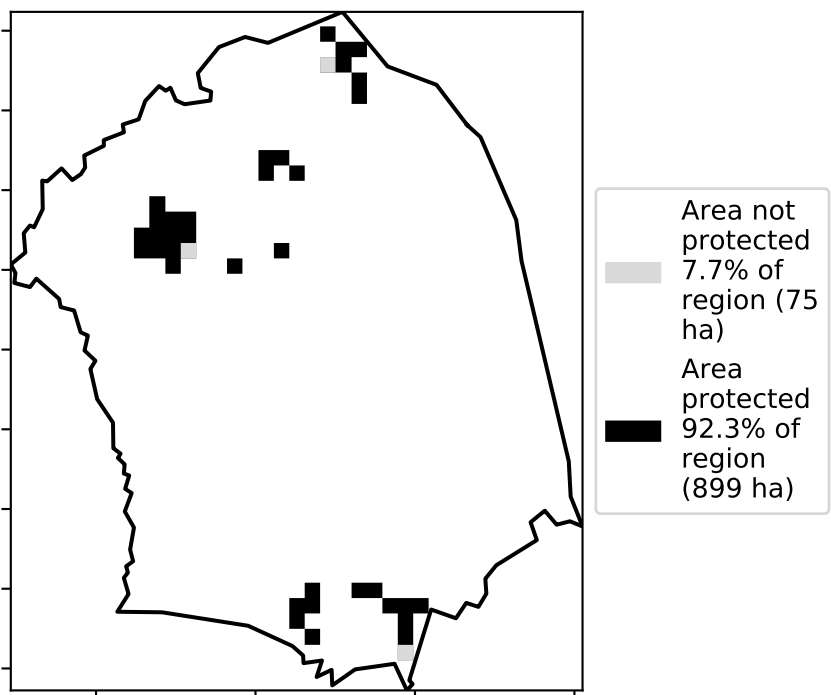 Area not
protected
7.7% of
region (75
ha)
Area
protected
92.3% of
region
(899 ha)